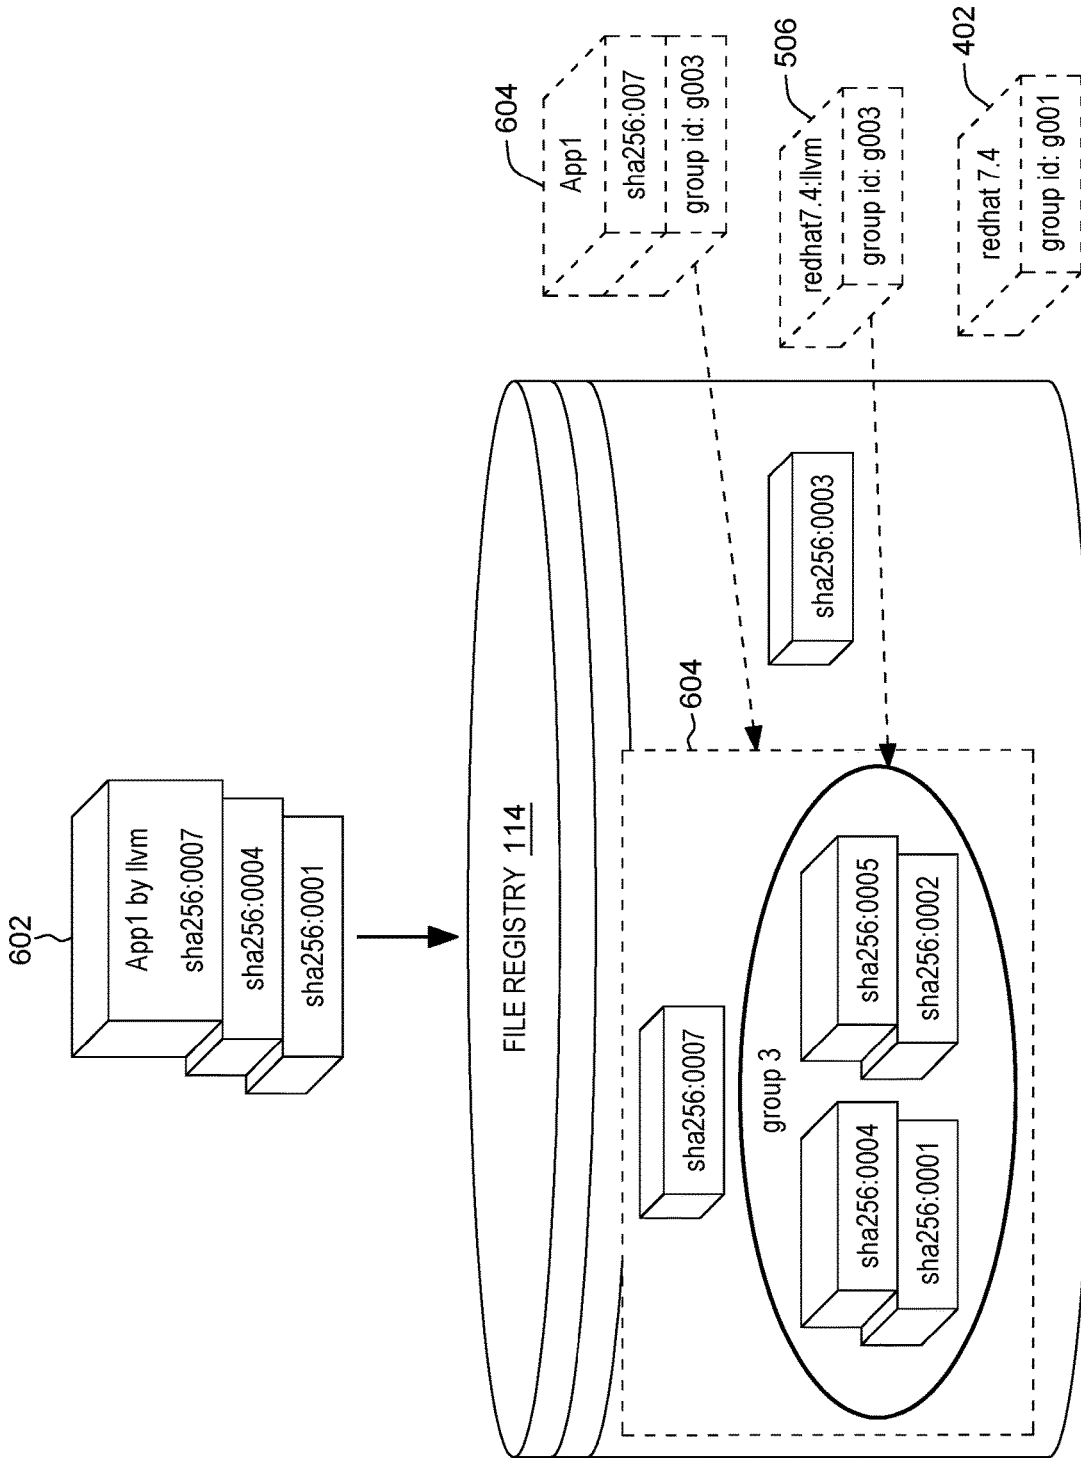 602
App1 by llvm
sha256:0007
sha256:0004
sha256:0001
FILE REGISTRY 114
604
sha256:0007
group 3
sha256:0004
sha256:0001
sha256:0005
sha256:0002
sha256:0003
604
App1
sha256:007
group id: g003
506
redhat7.4:llvm
group id: g003
402
redhat 7.4
group id: g001